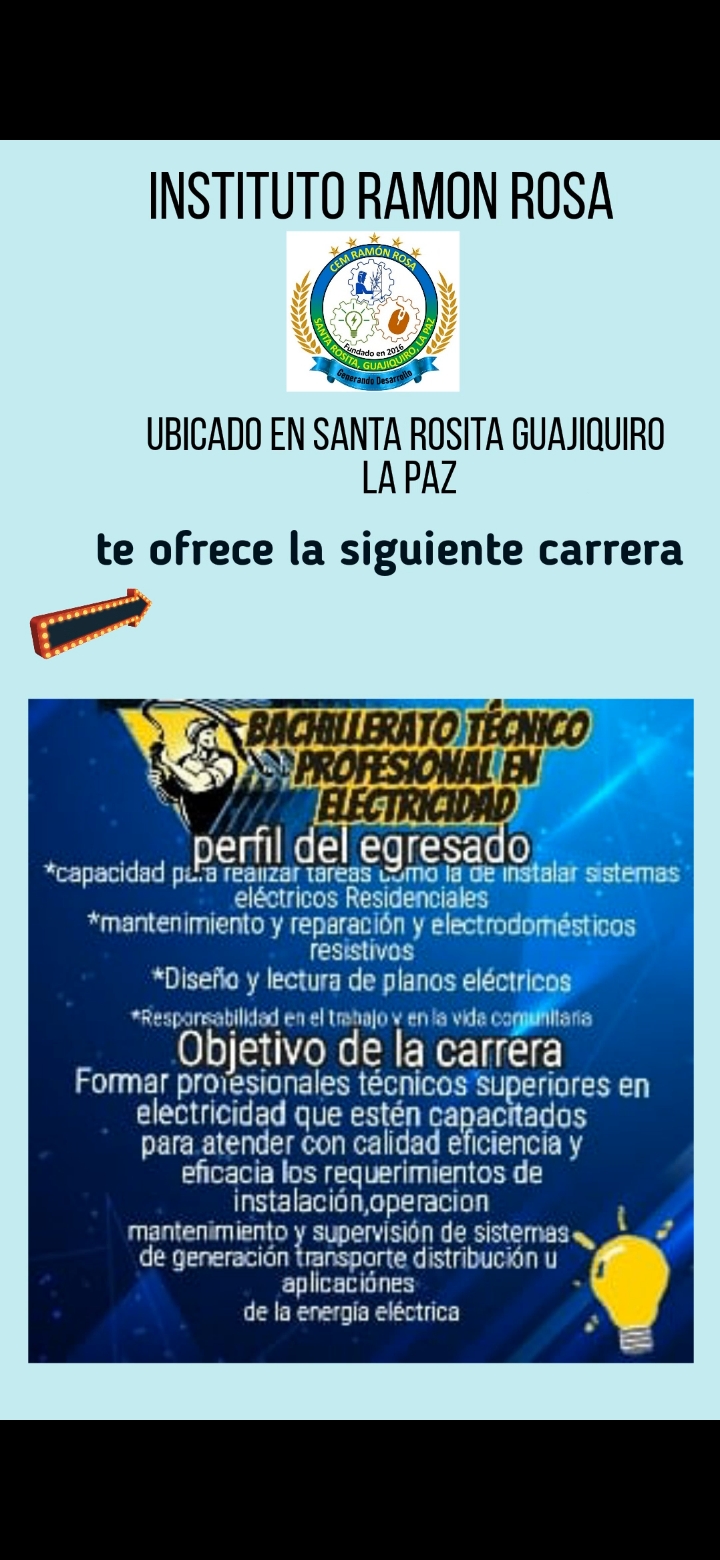 INSTITUTO RAMON ROSA
CEM RAMÓN ROSA
SANTA ROSITA, GUAJIQUIRO, LA PAZ
Fundado en 2016
Generando Desarrollo
UBICADO EN SANTA ROSITA GUAJIQUIRO
LA PAZ
te ofrece la siguiente carrera
BACHILLERATO TÉCNICO
PROFESIONAL EN
ELECTRICIDAD
perfil del egresado
*capacidad para realizar tareas como la de instalar sistemas
eléctricos Residenciales
*mantenimiento y reparación y electrodomésticos
resistivos
*Diseño y lectura de planos eléctricos
*Responsabilidad en el trabajo y en la vida comunitaria
Objetivo de la carrera
Formar profesionales técnicos superiores en
electricidad que estén capacitados
para atender con calidad eficiencia y
eficacia los requerimientos de
instalación,operacion
mantenimiento y supervisión de sistemas
de generación transporte distribución u
aplicaciónes
de la energía eléctrica